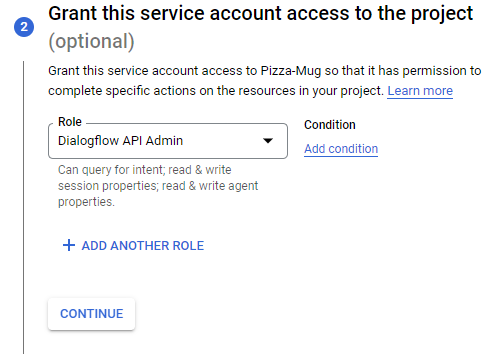 2
Grant this service account access to the project
(optional)
Grant this service account access to Pizza-Mug so that it has permission to
complete specific actions on the resources in your project. Learn more
Role
Dialogflow API Admin
Can query for intent; read & write
session properties; read & write agent
properties.
Condition
Add condition
+ ADD ANOTHER ROLE
CONTINUE